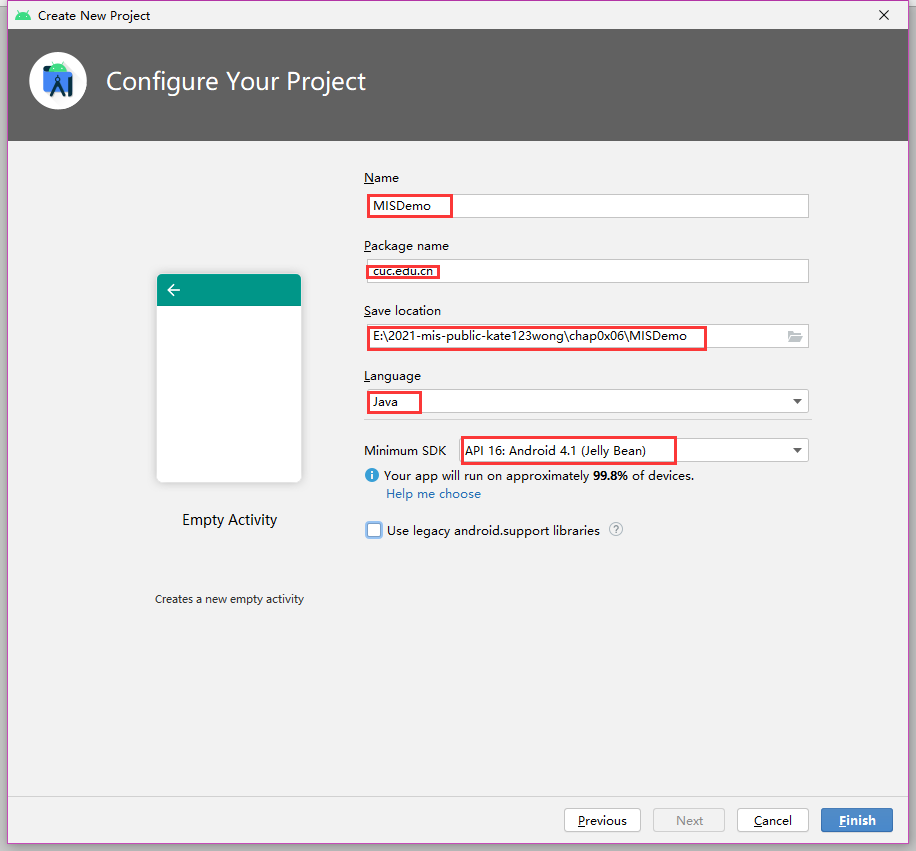 Create New Project
Configure Your Project
Name
MISDemo
Package name
cuc.edu.cn
Save location
E:\2021-mis-public-kate123wong\chap0x06\MISDemo
Language
Java
Minimum SDK
API 16: Android 4.1 (Jelly Bean)
Your app will run on approximately 99.8% of devices.
Help me choose
Use legacy android.support libraries
?
Empty Activity
Creates a new empty activity
Previous
Next
Cancel
Finish